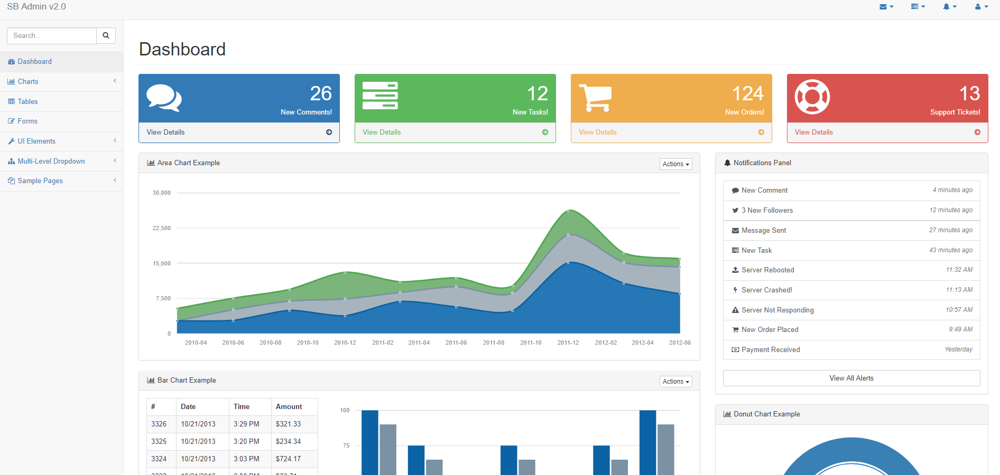 SB Admin v2.0
Search...
Dashboard
Charts
Tables
Forms
UI Elements
Multi-Level Dropdown
Sample Pages
Dashboard
26
New Comments!
View Details
12
New Tasks!
View Details
124
New Orders!
View Details
13
Support Tickets!
View Details
Area Chart Example
Actions
30,000
22,500
15,000
7,500
0
2010-04 2010-06 2010-08 2010-10 2010-12 2011-02 2011-04 2011-06 2011-08 2011-10 2011-12 2012-02 2012-04 2012-06
Notifications Panel
New Comment 4 minutes ago
3 New Followers 12 minutes ago
Message Sent 27 minutes ago
New Task 43 minutes ago
Server Rebooted 11:32 AM
Server Crashed! 11:13 AM
Server Not Responding 10:57 AM
New Order Placed 9:49 AM
Payment Received Yesterday
View All Alerts
Bar Chart Example
Actions
# Date Time Amount
3326 10/21/2013 3:29 PM $321.33
3325 10/21/2013 3:20 PM $234.34
3324 10/21/2013 3:03 PM $724.17
100
75
Donut Chart Example